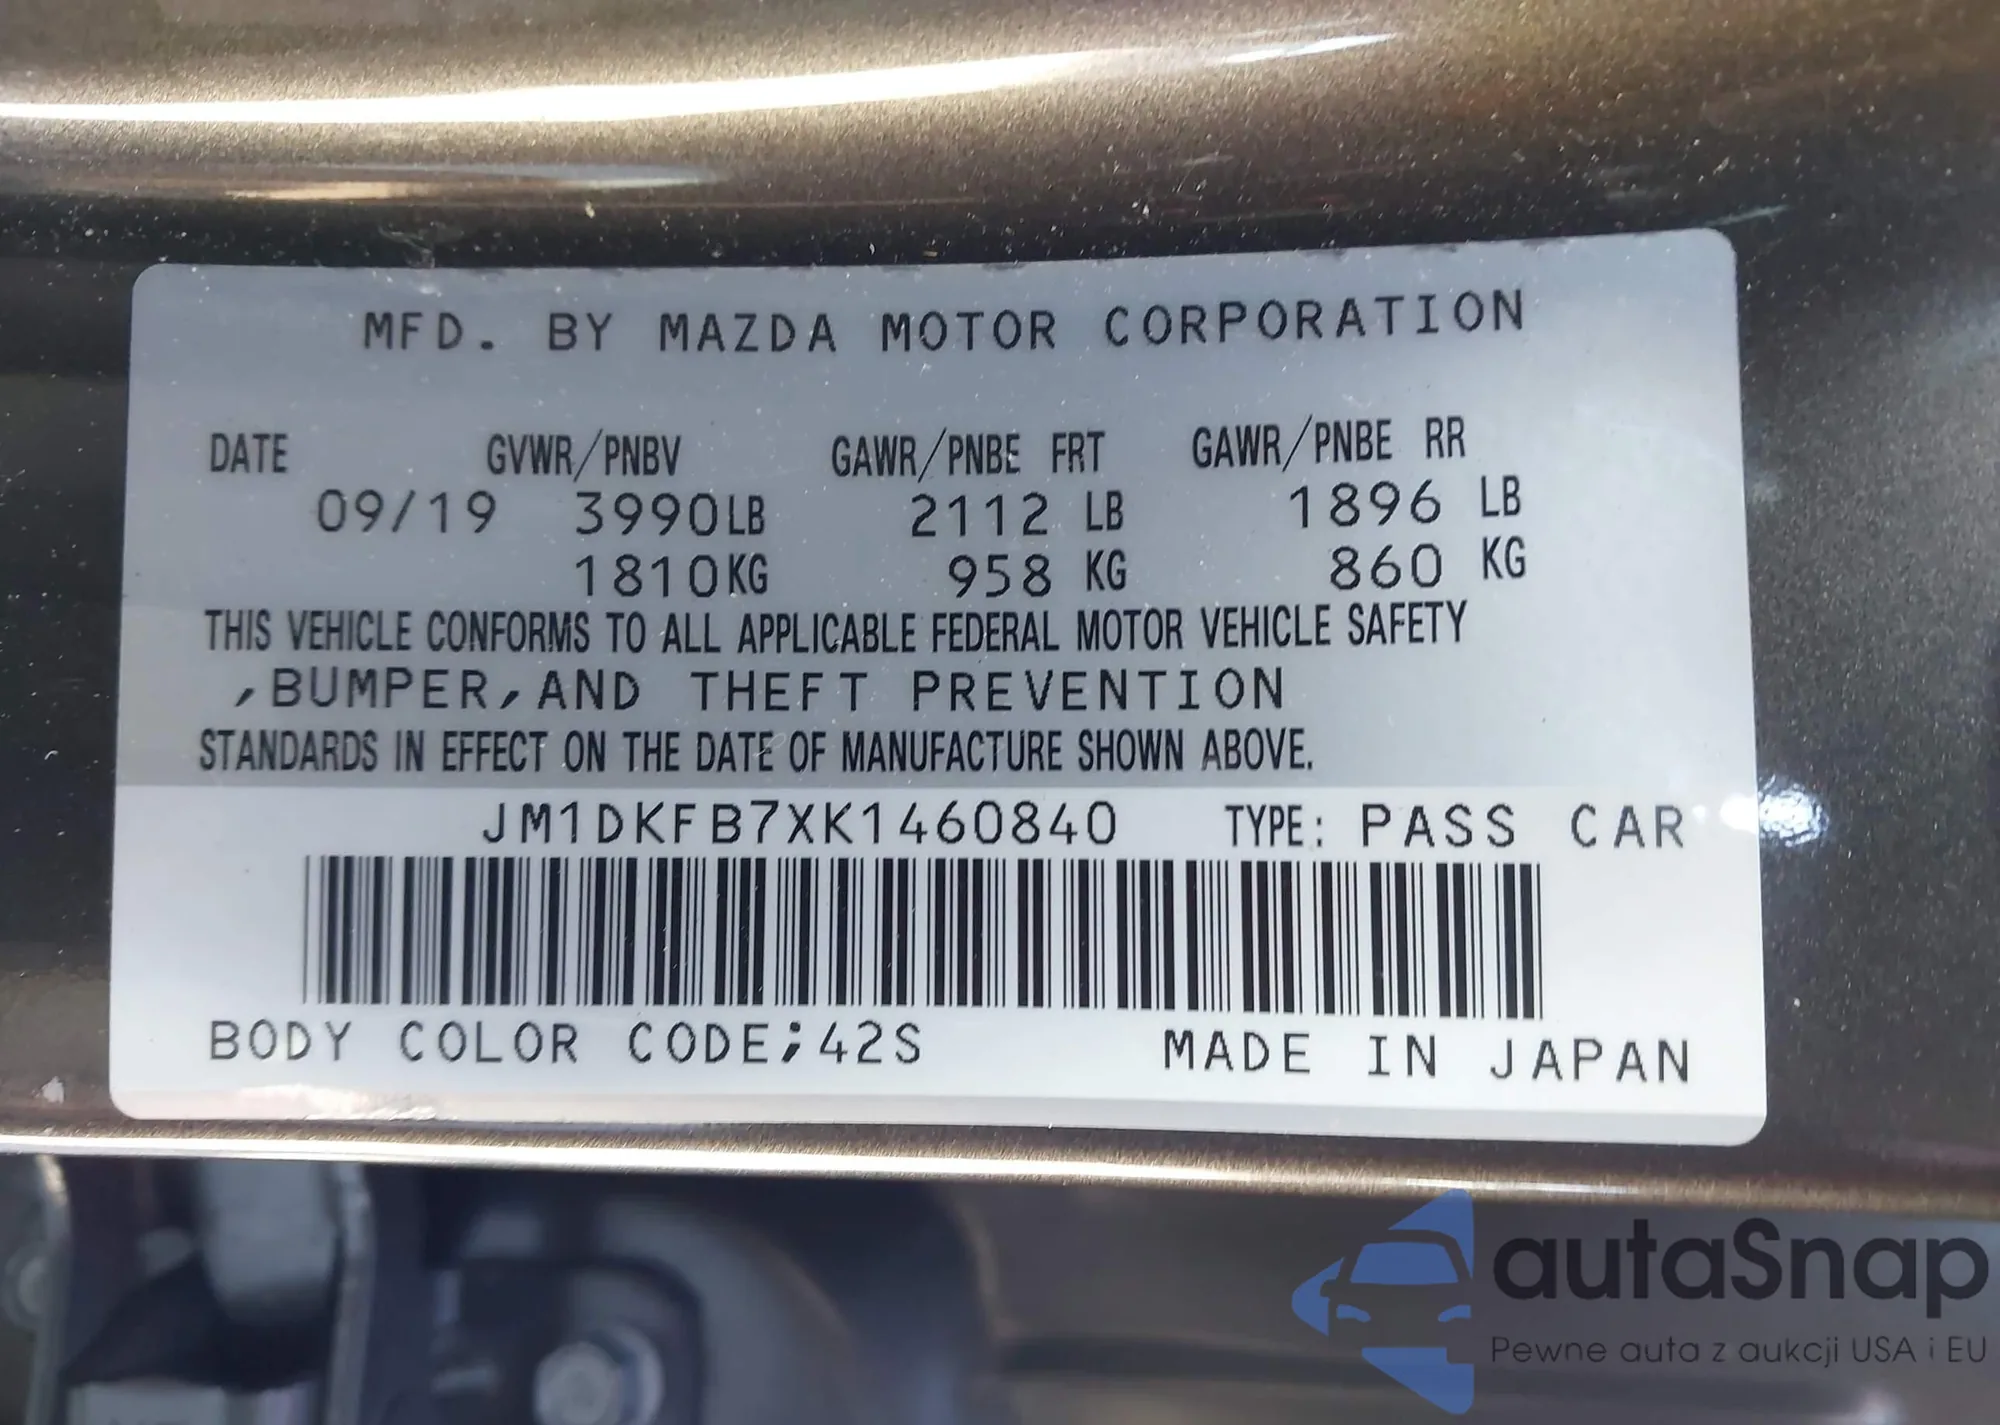 MFD. BY MAZDA MOTOR CORPORATION
DATE GVWR/PNBV GAWR/PNBE FRT GAWR/PNBE RR
09/19 3990LB 2112 LB 1896 LB
1810KG 958 KG 860 KG
THIS VEHICLE CONFORMS TO ALL APPLICABLE FEDERAL MOTOR VEHICLE SAFETY
,BUMPER,AND THEFT PREVENTION
STANDARDS IN EFFECT ON THE DATE OF MANUFACTURE SHOWN ABOVE.
JM1DKFB7XK1460840 TYPE: PASS CAR
BODY COLOR CODE;42S MADE IN JAPAN
autaSnap
Pewne auta z aukcji USA i EU